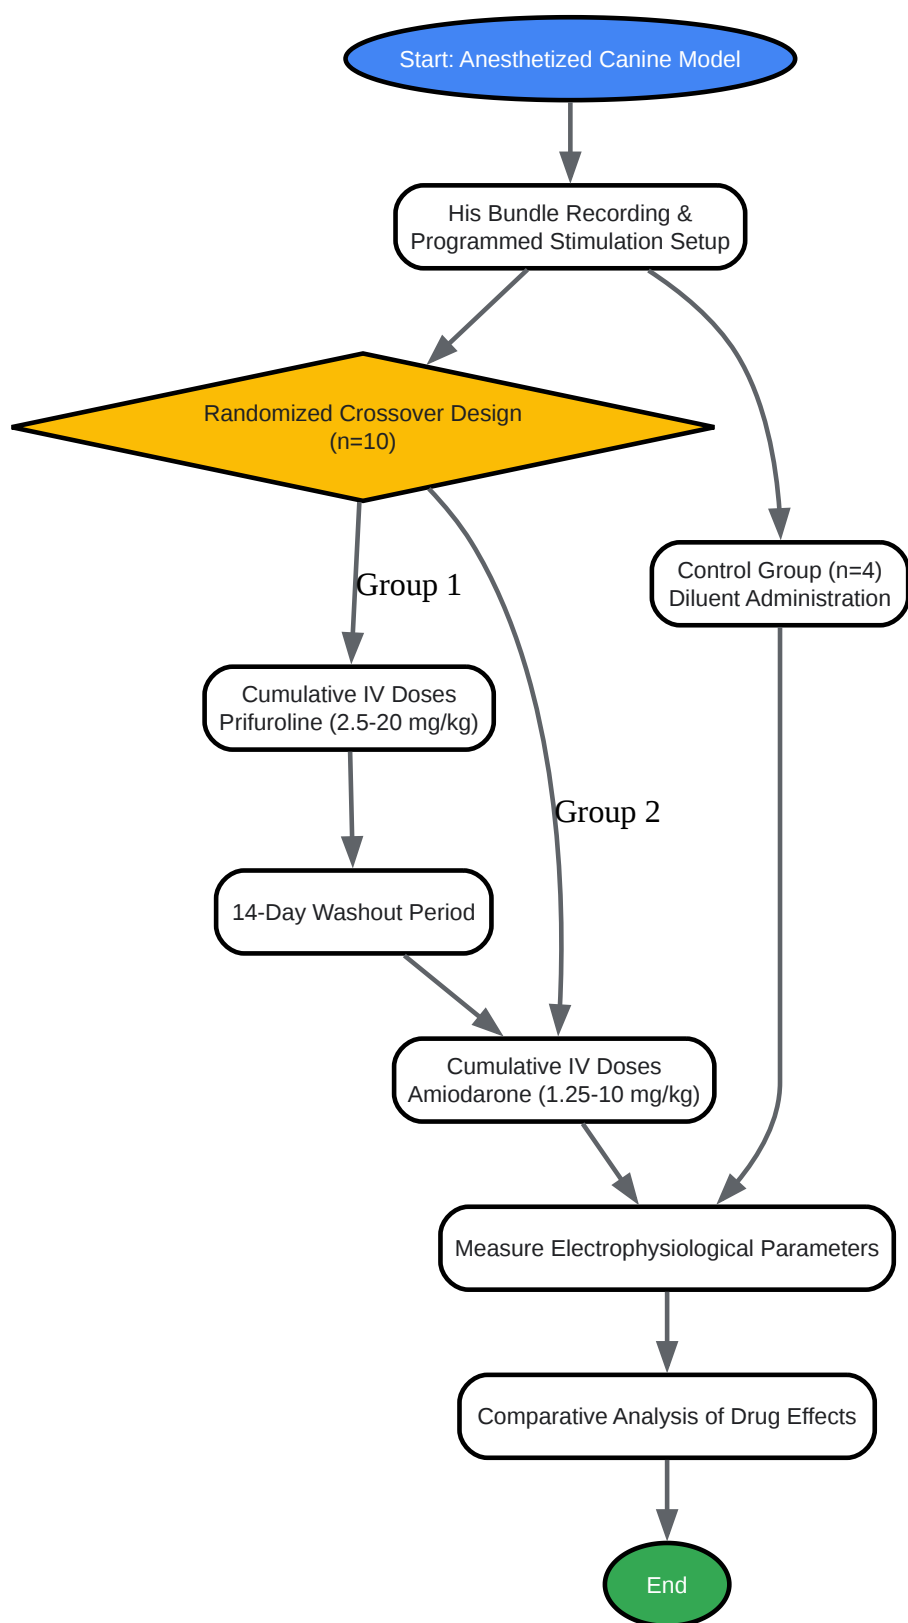 Start: Anesthetized Canine Model
His Bundle Recording &
Programmed Stimulation Setup
Randomized Crossover Design
(n=10)
Control Group (n=4)
Diluent Administration
Group 1
Cumulative IV Doses
Prifuroline (2.5-20 mg/kg)
Group 2
14-Day Washout Period
Cumulative IV Doses
Amiodarone (1.25-10 mg/kg)
Measure Electrophysiological Parameters
Comparative Analysis of Drug Effects
End